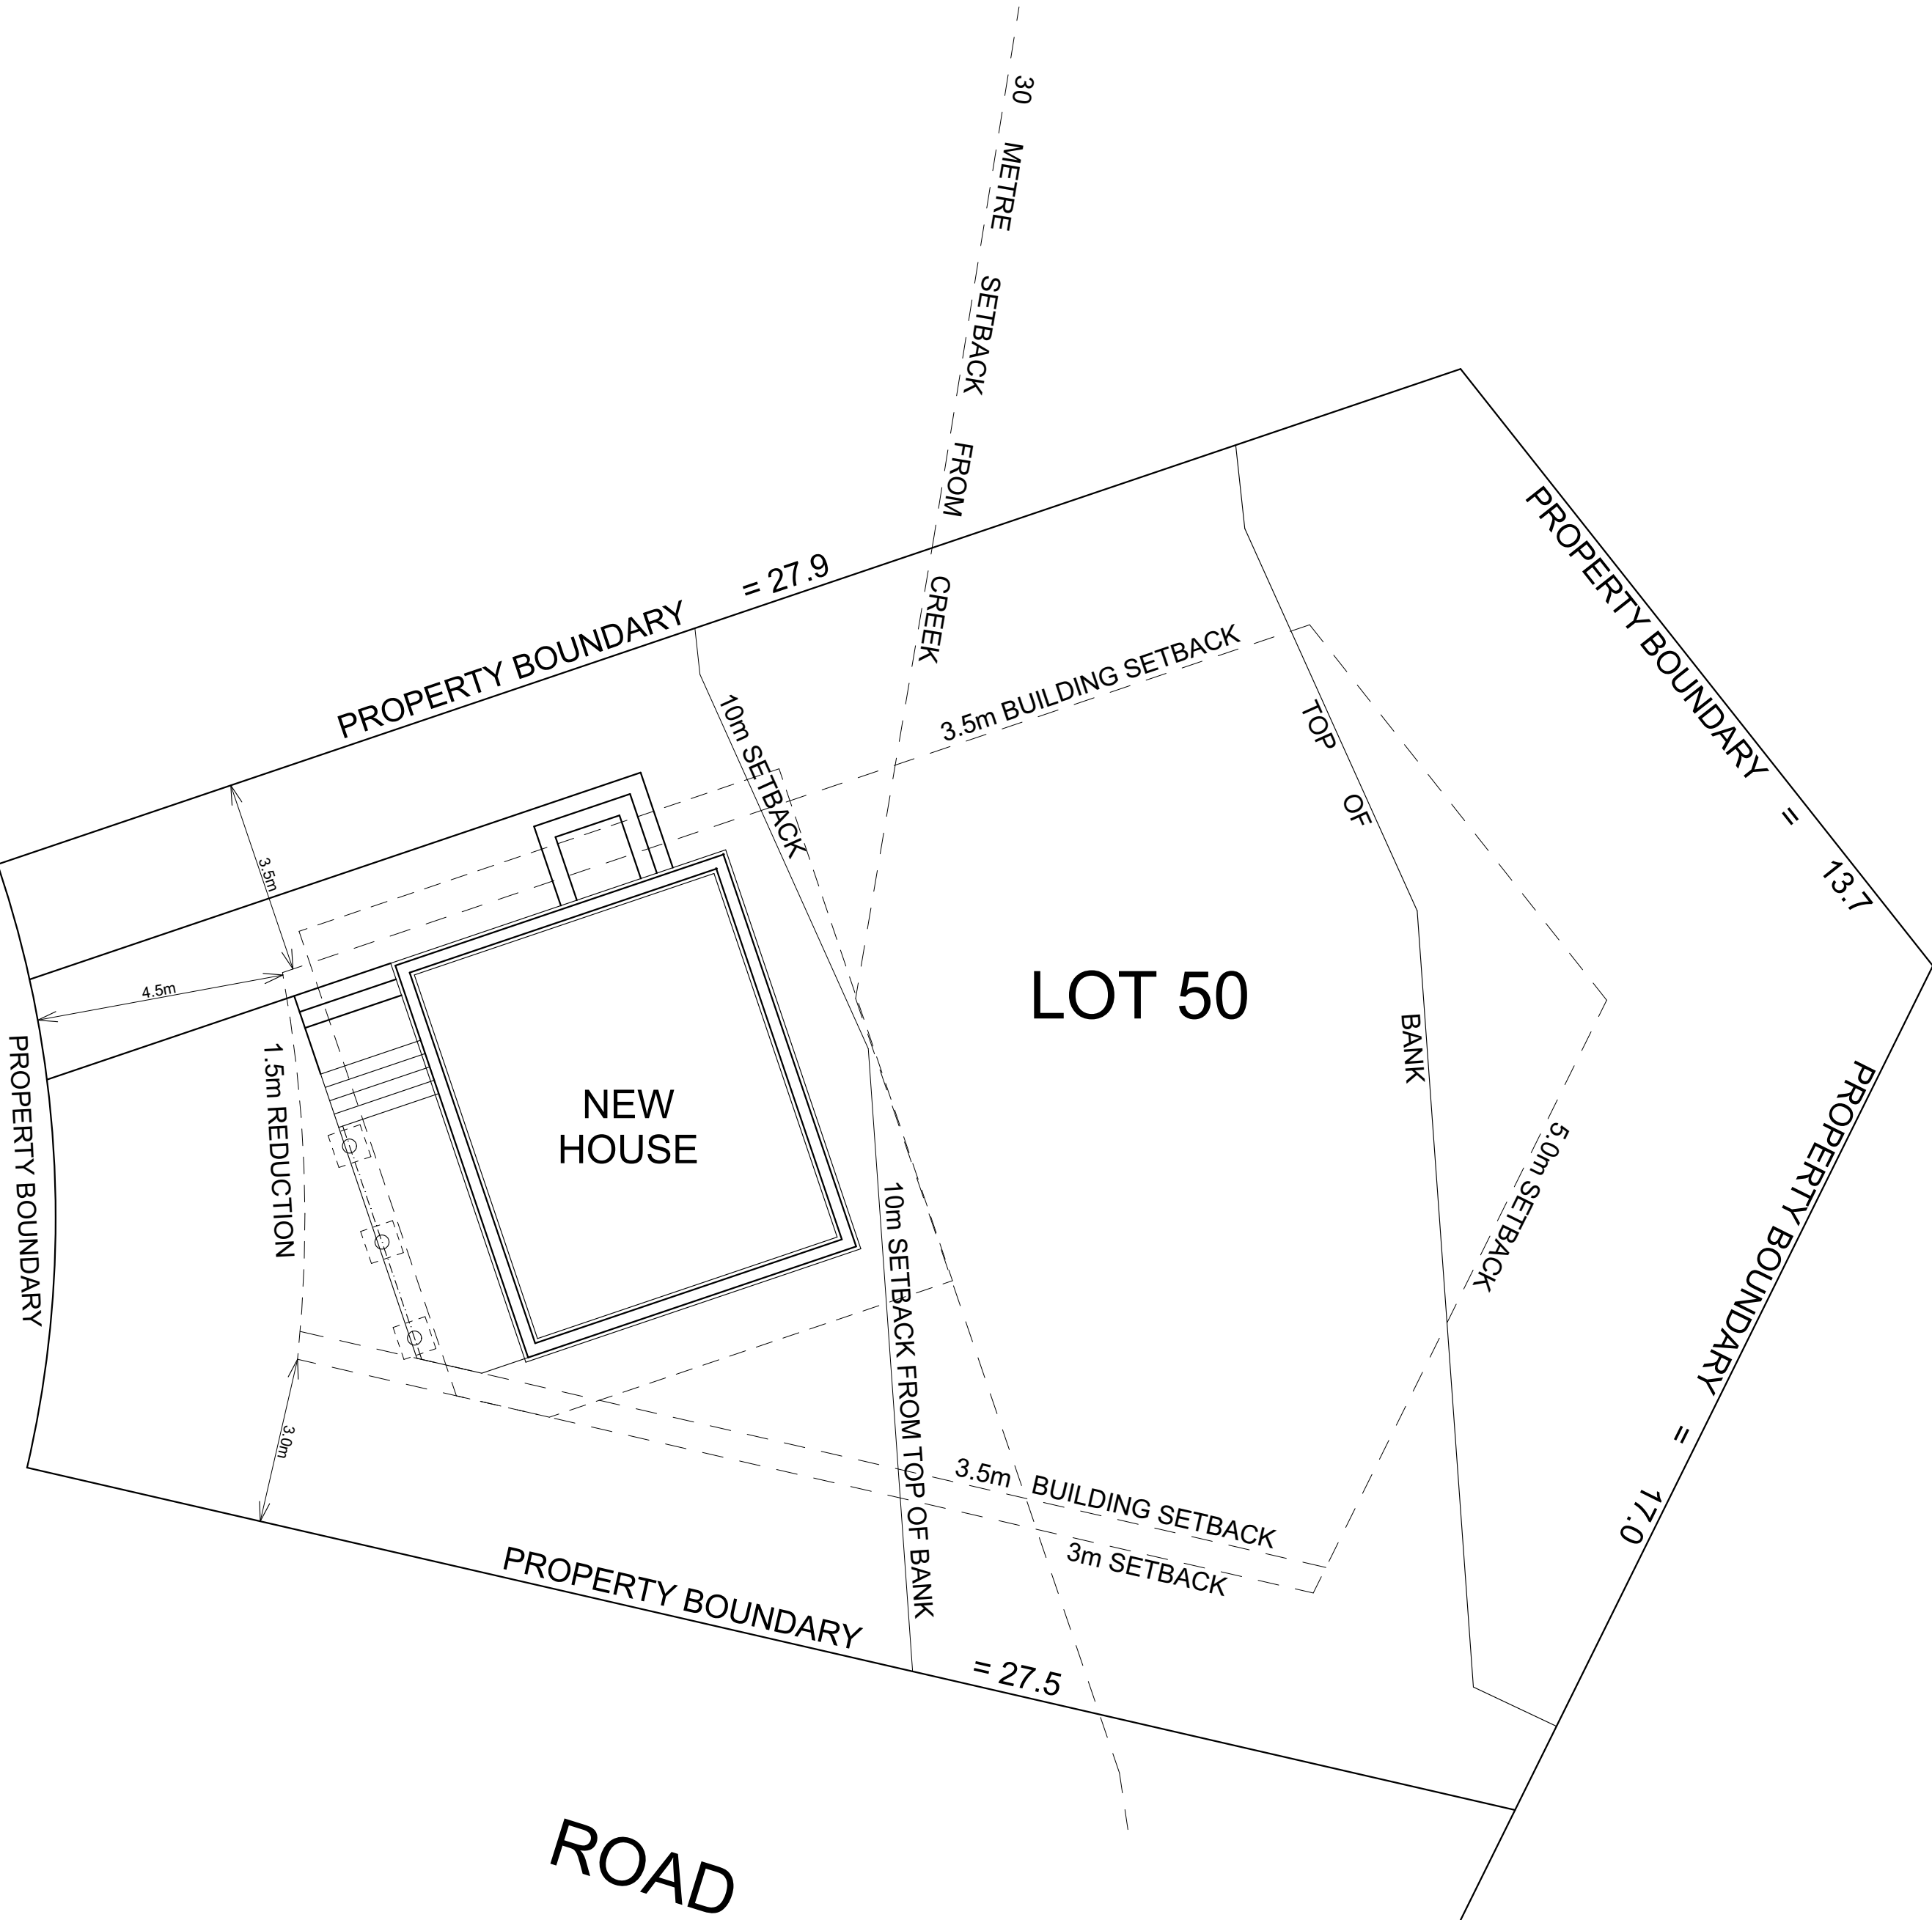 30 METRE SETBACK FROM CREEK
PROPERTY BOUNDARY = 27.9
PROPERTY BOUNDARY = 13.7
10m SETBACK
3.5m BUILDING SETBACK
TOP OF BANK
3.5m
4.5m
LOT 50
PROPERTY BOUNDARY
1.5m REDUCTION
NEW
HOUSE
10m SETBACK FROM TOP OF BANK
5.0m SETBACK
PROPERTY BOUNDARY = 17.0
3.0m
3.5m BUILDING SETBACK
3m SETBACK
PROPERTY BOUNDARY = 27.5
ROAD